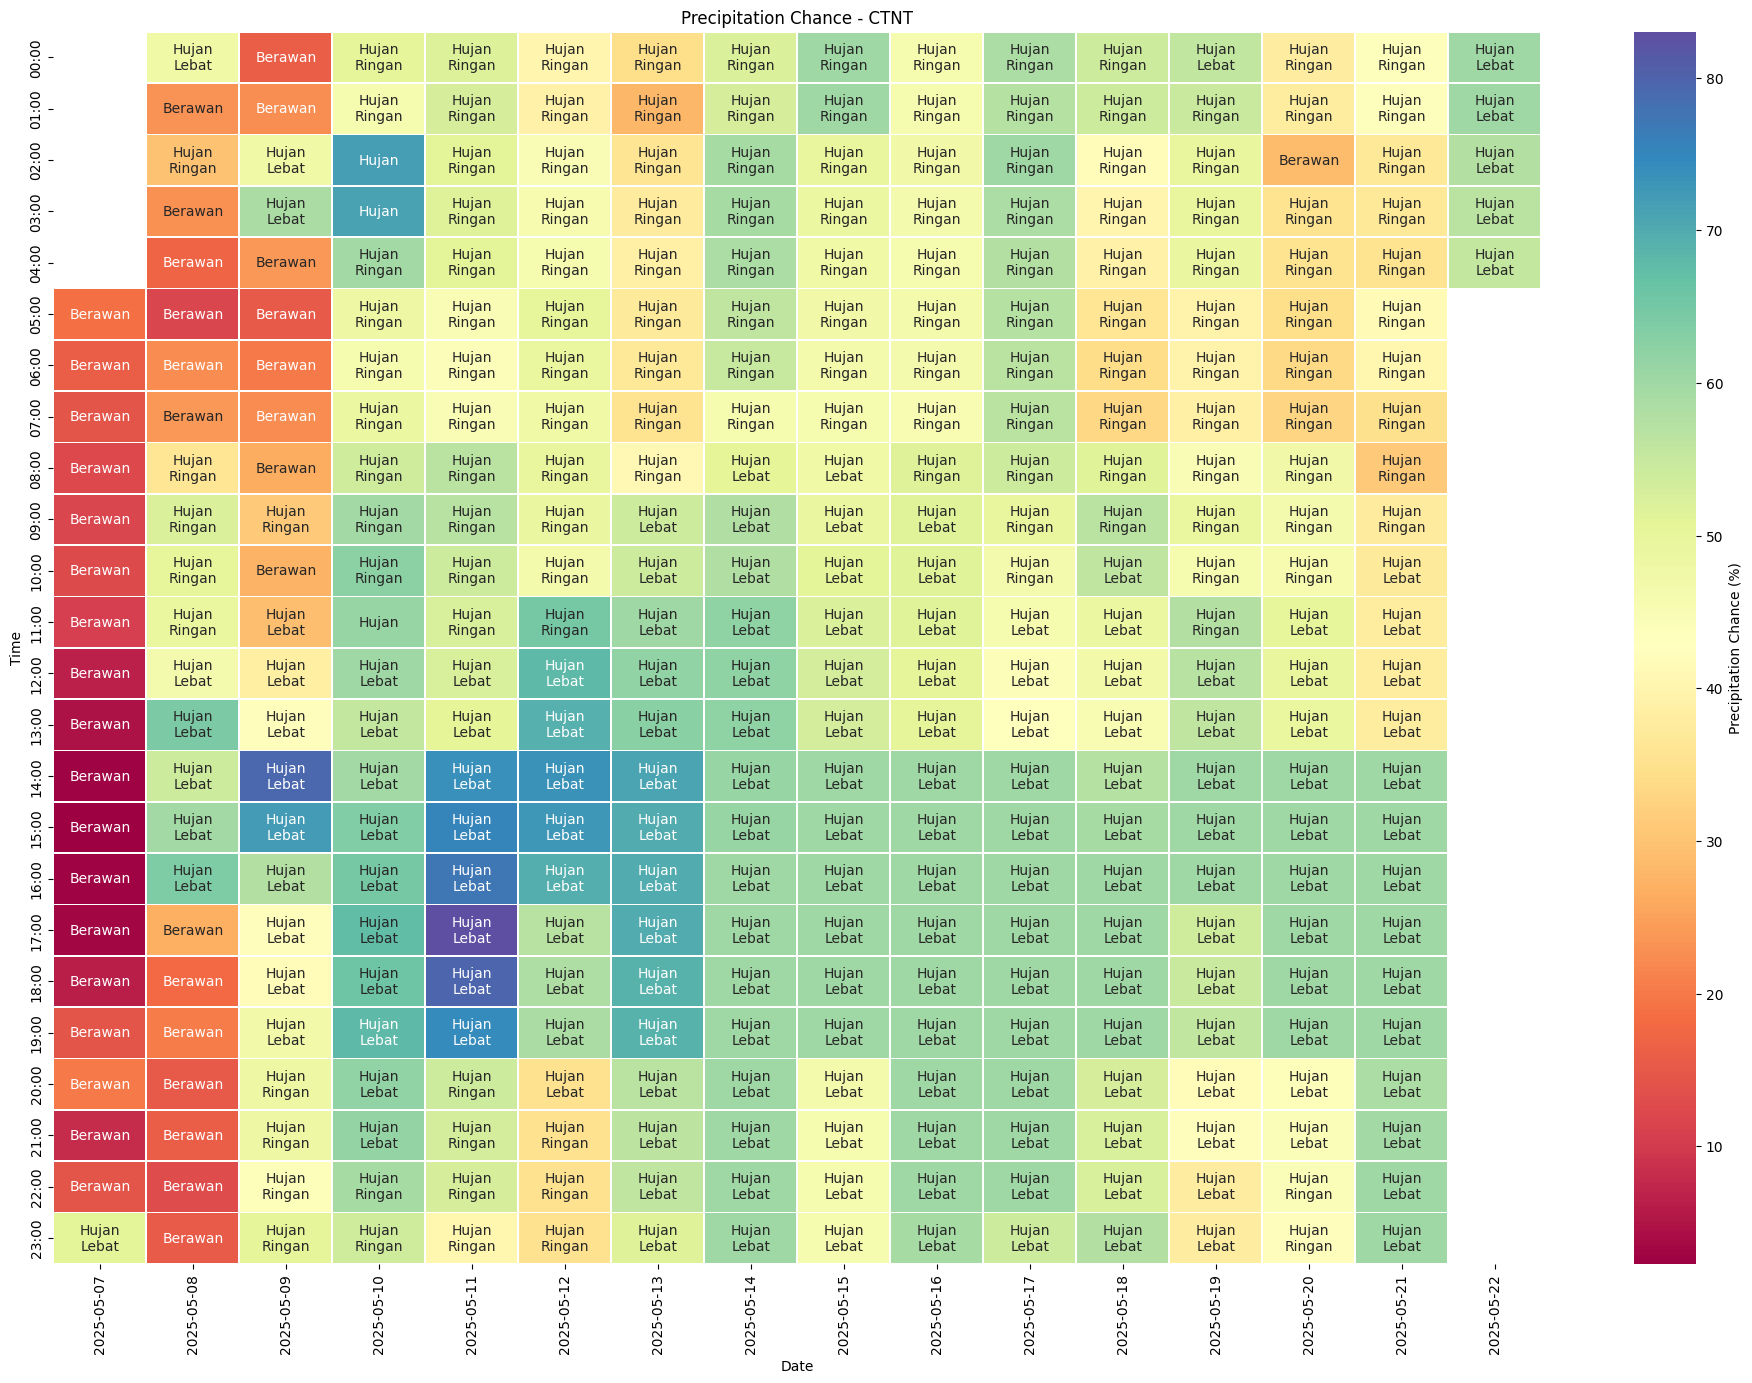 Precipitation Chance - CTNT
00:00 Hujan Lebat Berawan Hujan Ringan Hujan Ringan Hujan Ringan Hujan Ringan Hujan Ringan Hujan Ringan Hujan Ringan Hujan Ringan Hujan Ringan Hujan Lebat Hujan Ringan Hujan Ringan Hujan Lebat
01:00 Berawan Berawan Hujan Ringan Hujan Ringan Hujan Ringan Hujan Ringan Hujan Ringan Hujan Ringan Hujan Ringan Hujan Ringan Hujan Ringan Hujan Ringan Hujan Ringan Hujan Ringan Hujan Lebat
02:00 Hujan Ringan Hujan Lebat Hujan Hujan Ringan Hujan Ringan Hujan Ringan Hujan Ringan Hujan Ringan Hujan Ringan Hujan Ringan Hujan Ringan Hujan Ringan Berawan Hujan Ringan Hujan Lebat
03:00 Berawan Hujan Lebat Hujan Hujan Ringan Hujan Ringan Hujan Ringan Hujan Ringan Hujan Ringan Hujan Ringan Hujan Ringan Hujan Ringan Hujan Ringan Hujan Ringan Hujan Ringan Hujan Lebat
04:00 Berawan Berawan Hujan Ringan Hujan Ringan Hujan Ringan Hujan Ringan Hujan Ringan Hujan Ringan Hujan Ringan Hujan Ringan Hujan Ringan Hujan Ringan Hujan Ringan Hujan Ringan Hujan Lebat
05:00 Berawan Berawan Berawan Hujan Ringan Hujan Ringan Hujan Ringan Hujan Ringan Hujan Ringan Hujan Ringan Hujan Ringan Hujan Ringan Hujan Ringan Hujan Ringan Hujan Ringan Hujan Ringan
06:00 Berawan Berawan Berawan Hujan Ringan Hujan Ringan Hujan Ringan Hujan Ringan Hujan Ringan Hujan Ringan Hujan Ringan Hujan Ringan Hujan Ringan Hujan Ringan Hujan Ringan Hujan Ringan
07:00 Berawan Berawan Berawan Hujan Ringan Hujan Ringan Hujan Ringan Hujan Ringan Hujan Ringan Hujan Ringan Hujan Ringan Hujan Ringan Hujan Ringan Hujan Ringan Hujan Ringan Hujan Ringan
08:00 Berawan Hujan Ringan Berawan Hujan Ringan Hujan Ringan Hujan Ringan Hujan Ringan Hujan Lebat Hujan Lebat Hujan Ringan Hujan Ringan Hujan Ringan Hujan Ringan Hujan Ringan Hujan Ringan
09:00 Berawan Hujan Ringan Hujan Ringan Hujan Ringan Hujan Ringan Hujan Ringan Hujan Lebat Hujan Lebat Hujan Lebat Hujan Lebat Hujan Ringan Hujan Ringan Hujan Ringan Hujan Ringan Hujan Ringan
10:00 Berawan Hujan Ringan Berawan Hujan Ringan Hujan Ringan Hujan Ringan Hujan Lebat Hujan Lebat Hujan Lebat Hujan Lebat Hujan Ringan Hujan Lebat Hujan Ringan Hujan Ringan Hujan Lebat
11:00 Berawan Hujan Ringan Hujan Lebat Hujan Hujan Ringan Hujan Ringan Hujan Lebat Hujan Lebat Hujan Lebat Hujan Lebat Hujan Lebat Hujan Lebat Hujan Ringan Hujan Lebat Hujan Lebat
12:00 Berawan Hujan Lebat Hujan Lebat Hujan Lebat Hujan Lebat Hujan Lebat Hujan Lebat Hujan Lebat Hujan Lebat Hujan Lebat Hujan Lebat Hujan Lebat Hujan Lebat Hujan Lebat Hujan Lebat
13:00 Berawan Hujan Lebat Hujan Lebat Hujan Lebat Hujan Lebat Hujan Lebat Hujan Lebat Hujan Lebat Hujan Lebat Hujan Lebat Hujan Lebat Hujan Lebat Hujan Lebat Hujan Lebat Hujan Lebat
14:00 Berawan Hujan Lebat Hujan Lebat Hujan Lebat Hujan Lebat Hujan Lebat Hujan Lebat Hujan Lebat Hujan Lebat Hujan Lebat Hujan Lebat Hujan Lebat Hujan Lebat Hujan Lebat Hujan Lebat
15:00 Berawan Hujan Lebat Hujan Lebat Hujan Lebat Hujan Lebat Hujan Lebat Hujan Lebat Hujan Lebat Hujan Lebat Hujan Lebat Hujan Lebat Hujan Lebat Hujan Lebat Hujan Lebat Hujan Lebat
16:00 Berawan Hujan Lebat Hujan Lebat Hujan Lebat Hujan Lebat Hujan Lebat Hujan Lebat Hujan Lebat Hujan Lebat Hujan Lebat Hujan Lebat Hujan Lebat Hujan Lebat Hujan Lebat Hujan Lebat
17:00 Berawan Berawan Hujan Lebat Hujan Lebat Hujan Lebat Hujan Lebat Hujan Lebat Hujan Lebat Hujan Lebat Hujan Lebat Hujan Lebat Hujan Lebat Hujan Lebat Hujan Lebat Hujan Lebat
18:00 Berawan Berawan Hujan Lebat Hujan Lebat Hujan Lebat Hujan Lebat Hujan Lebat Hujan Lebat Hujan Lebat Hujan Lebat Hujan Lebat Hujan Lebat Hujan Lebat Hujan Lebat Hujan Lebat
19:00 Berawan Berawan Hujan Lebat Hujan Lebat Hujan Lebat Hujan Lebat Hujan Lebat Hujan Lebat Hujan Lebat Hujan Lebat Hujan Lebat Hujan Lebat Hujan Lebat Hujan Lebat Hujan Lebat
20:00 Berawan Berawan Hujan Ringan Hujan Lebat Hujan Ringan Hujan Lebat Hujan Lebat Hujan Lebat Hujan Lebat Hujan Lebat Hujan Lebat Hujan Lebat Hujan Lebat Hujan Lebat Hujan Lebat
21:00 Berawan Berawan Hujan Ringan Hujan Lebat Hujan Ringan Hujan Ringan Hujan Lebat Hujan Lebat Hujan Lebat Hujan Lebat Hujan Lebat Hujan Lebat Hujan Lebat Hujan Lebat Hujan Lebat
22:00 Berawan Berawan Hujan Ringan Hujan Ringan Hujan Ringan Hujan Ringan Hujan Lebat Hujan Lebat Hujan Lebat Hujan Lebat Hujan Lebat Hujan Lebat Hujan Lebat Hujan Ringan Hujan Lebat
23:00 Hujan Lebat Berawan Hujan Ringan Hujan Ringan Hujan Ringan Hujan Ringan Hujan Lebat Hujan Lebat Hujan Lebat Hujan Lebat Hujan Lebat Hujan Lebat Hujan Lebat Hujan Ringan Hujan Lebat
Time
2025-05-07 2025-05-08 2025-05-09 2025-05-10 2025-05-11 2025-05-12 2025-05-13 2025-05-14 2025-05-15 2025-05-16 2025-05-17 2025-05-18 2025-05-19 2025-05-20 2025-05-21 2025-05-22
Date
80
70
60
50
40
30
20
10
Precipitation Chance (%)